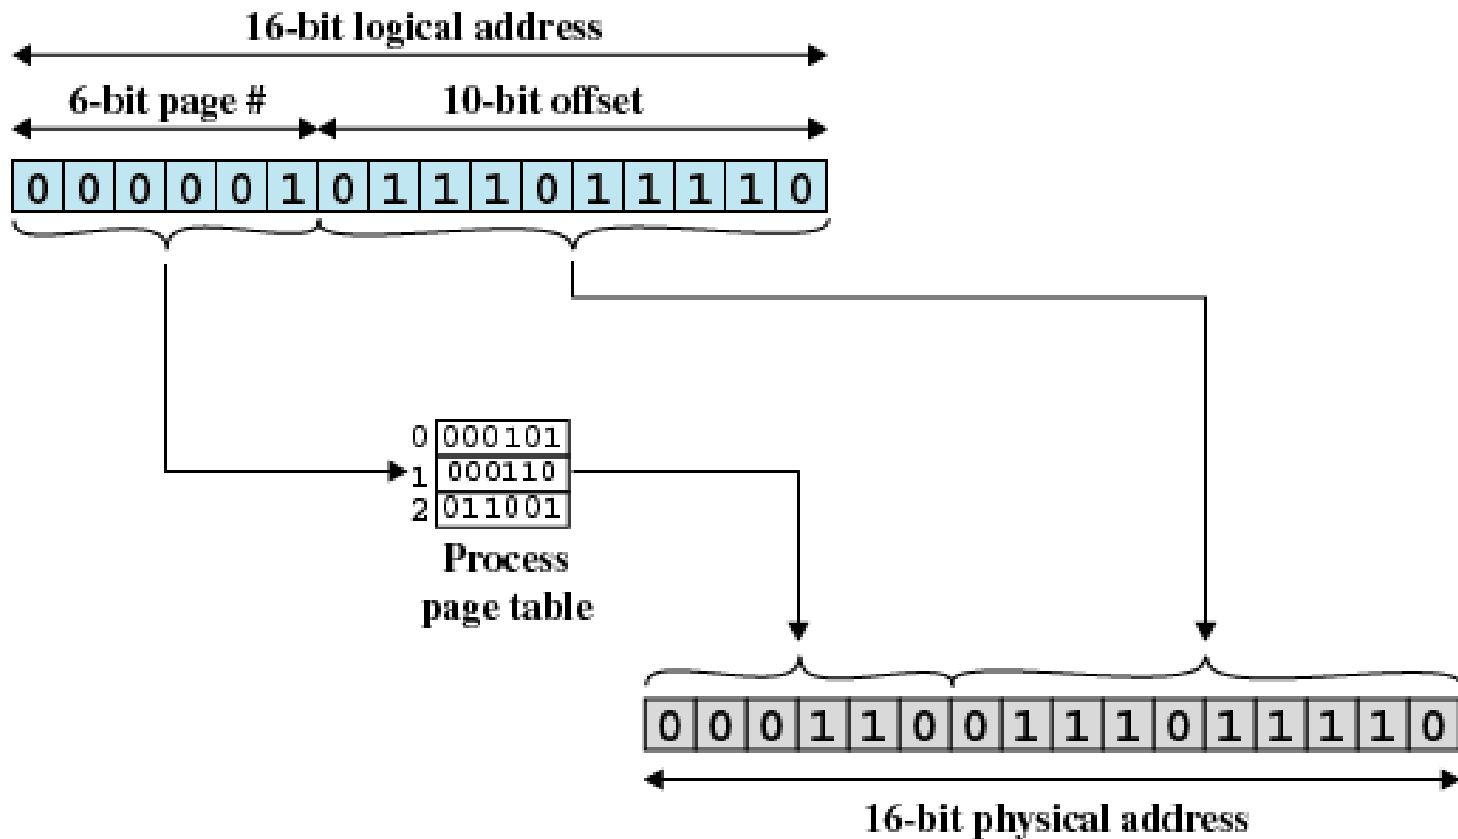 16-bit logical address
6-bit page # 10-bit offset
0 0 0 0 0 1 0 1 1 1 0 1 1 1 1 0
0 000101
1 000110
2 011001
Process
page table
0 0 0 1 1 0 0 1 1 1 0 1 1 1 1 0
16-bit physical address